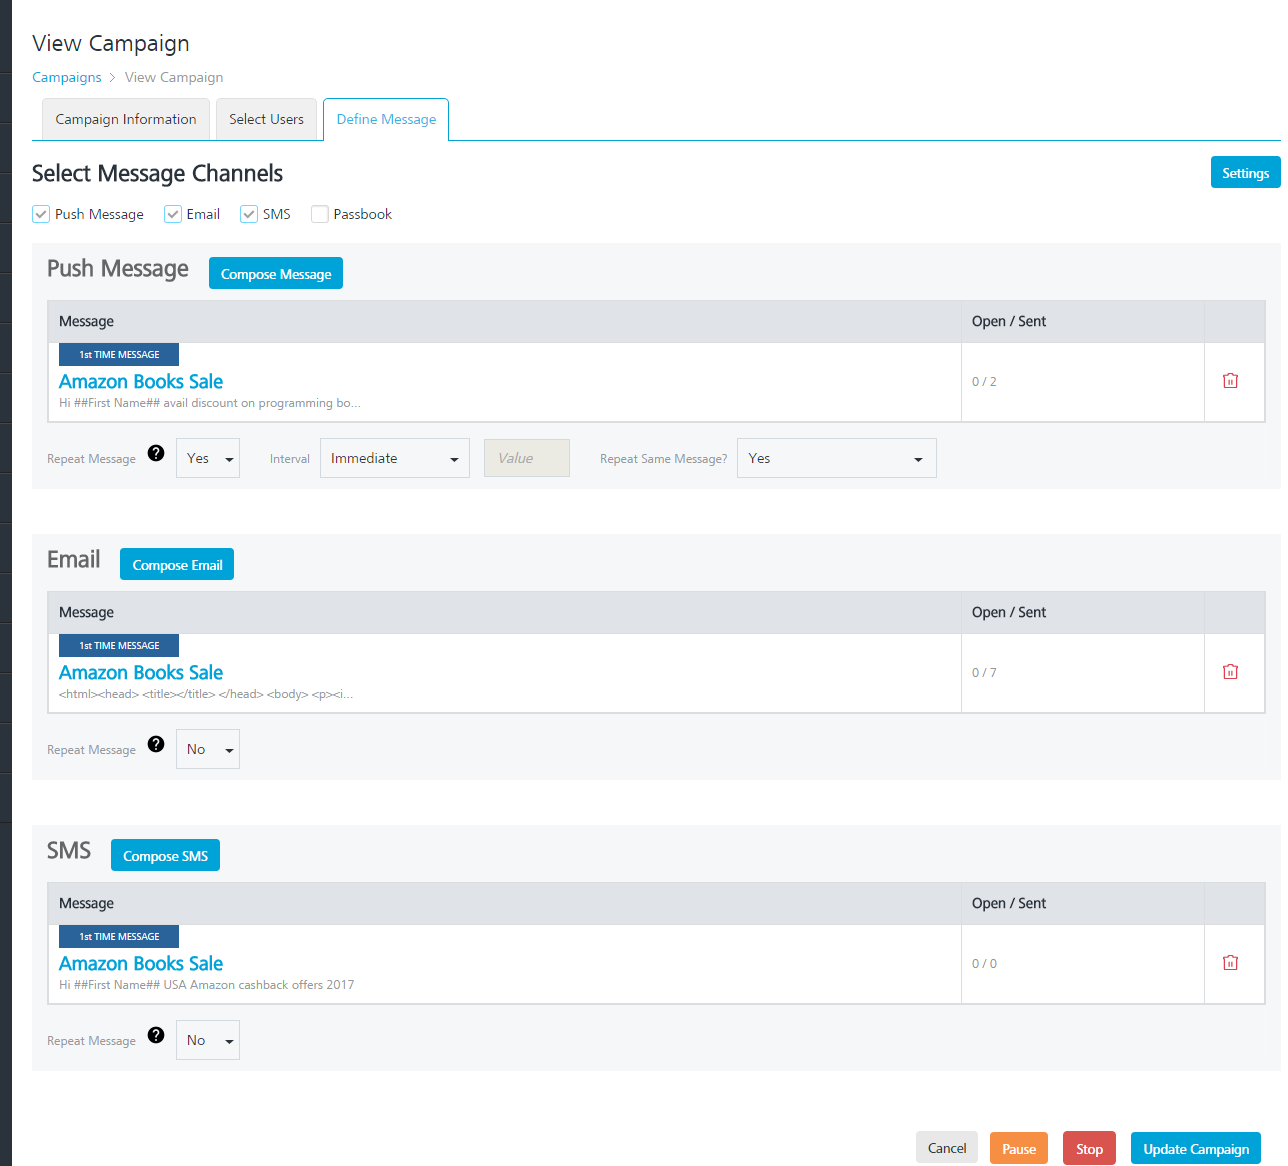 View Campaign
Campaigns > View Campaign
Campaign Information Select Users Define Message
Select Message Channels Settings
Push Message Email SMS Passbook
Push Message Compose Message
Message Open / Sent
1st TIME MESSAGE
Amazon Books Sale
Hi ##First Name## avail discount on programming bo... 0 / 2
Repeat Message ? Yes Interval Immediate Value Repeat Same Message? Yes
Email Compose Email
Message Open / Sent
1st TIME MESSAGE
Amazon Books Sale
<html><head> <title></title> </head> <body> <p><i... 0 / 7
Repeat Message ? No
SMS Compose SMS
Message Open / Sent
1st TIME MESSAGE
Amazon Books Sale
Hi ##First Name## USA Amazon cashback offers 2017 0 / 0
Repeat Message ? No
Cancel Pause Stop Update Campaign